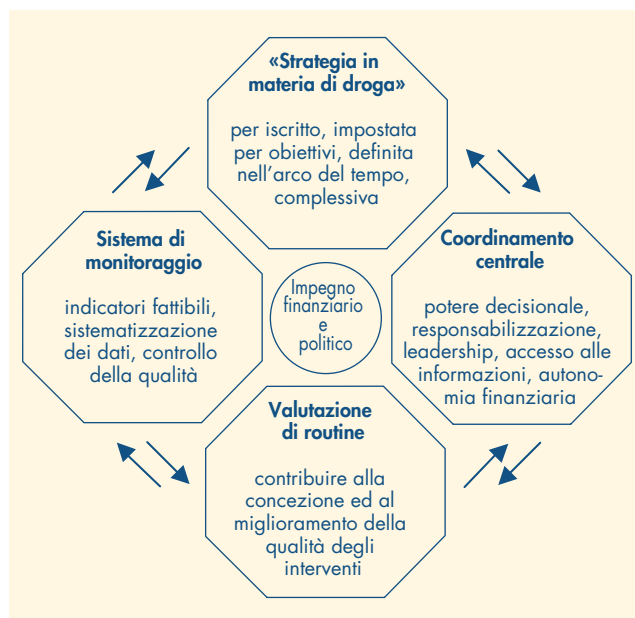 «Strategia in
materia di droga»
per iscritto, impostata
per obiettivi, definita
nell'arco del tempo,
complessiva
Sistema di
monitoraggio
indicatori fattibili,
sistematizzazione
dei dati, controllo
della qualità
Impegno
finanziario
e
politico
Coordinamento
centrale
potere decisionale,
responsabilizzazione,
leadership, accesso alle
informazioni, autono-
mia finanziaria
Valutazione
di routine
contribuire alla
concezione ed al
miglioramento della
qualità degli
interventi